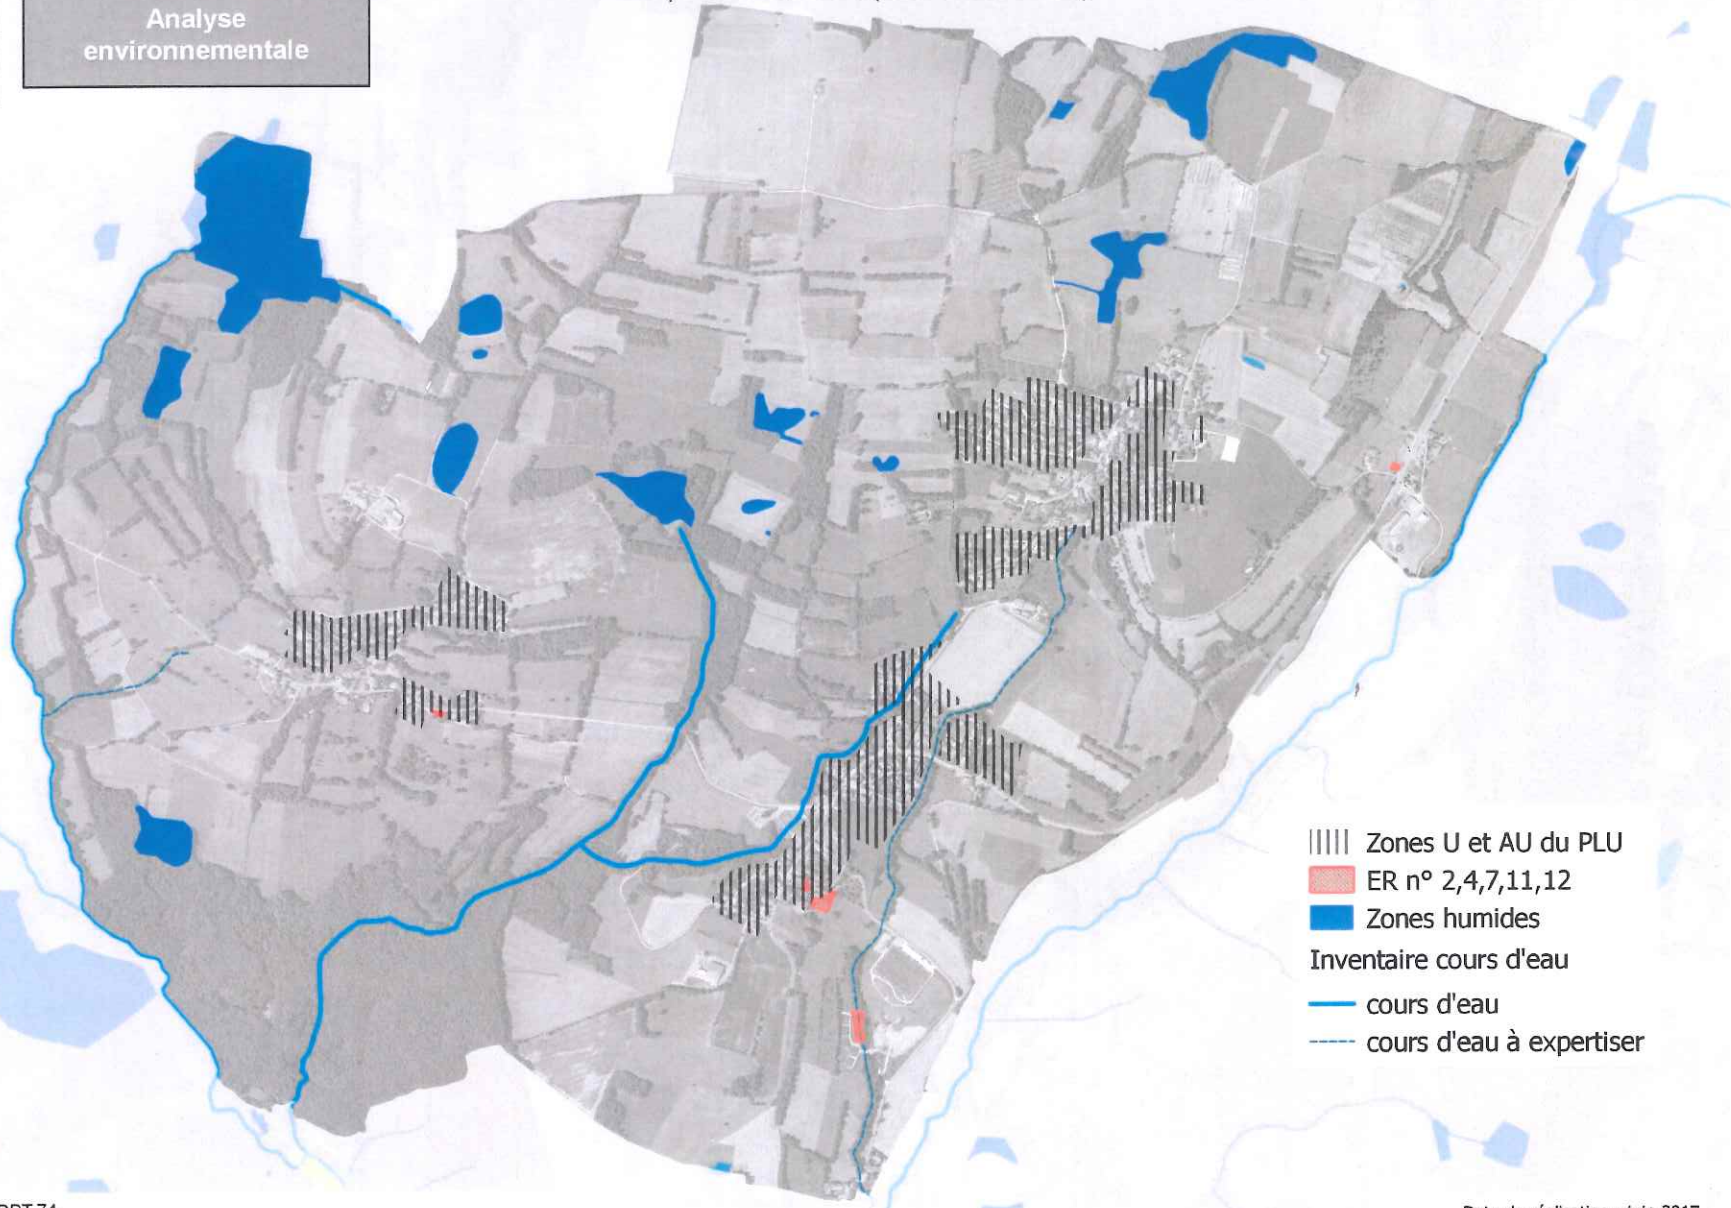 Analyse
environnementale
Zones U et AU du PLU
ER n° 2,4,7,11,12
Zones humides
Inventaire cours d'eau
cours d'eau
cours d'eau à expertiser